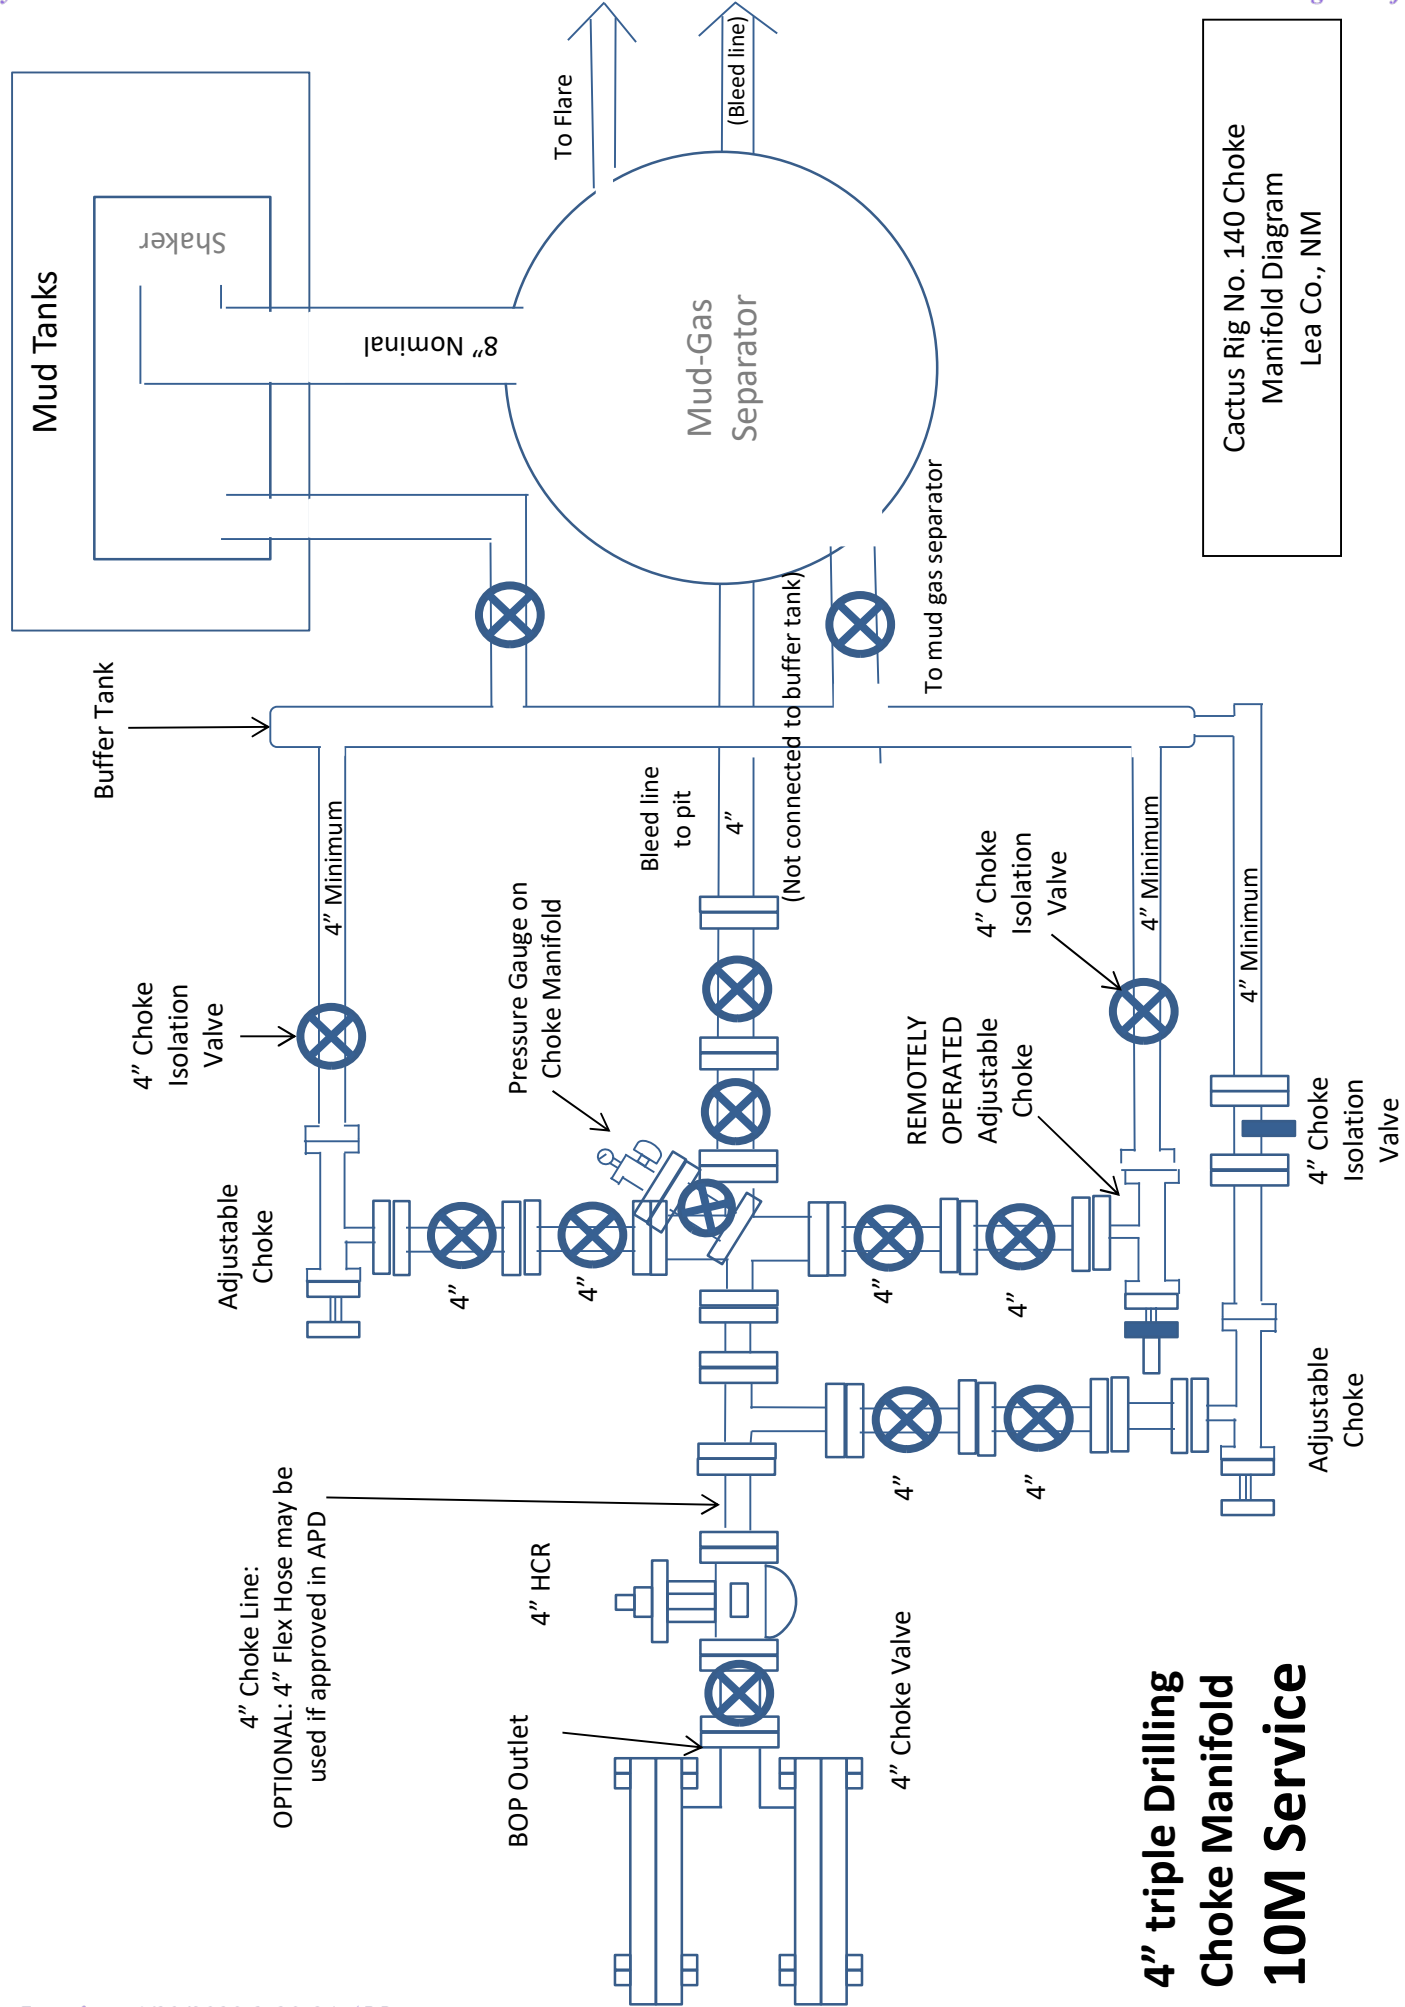 Mud Tanks
Shaker
8” Nominal
To Flare
(Bleed line)
Mud-Gas
Separator
Cactus Rig No. 140 Choke
Manifold Diagram
Lea Co., NM
Buffer Tank
To mud gas separator
4” Minimum
Bleed line
to pit
4”
(Not connected to buffer tank)
4” Choke
Isolation
Valve
Pressure Gauge on
Choke Manifold
4” Choke
Isolation
Valve
4” Minimum
4” Minimum
REMOTELY
OPERATED
Adjustable
Choke
4” Choke
Isolation
Valve
Adjustable
Choke
4”
4”
4”
4”
4”
4”
Adjustable
Choke
4” Choke Line:
OPTIONAL: 4” Flex Hose may be
used if approved in APD
4” HCR
BOP Outlet
4” Choke Valve
4” triple Drilling
Choke Manifold
10M Service